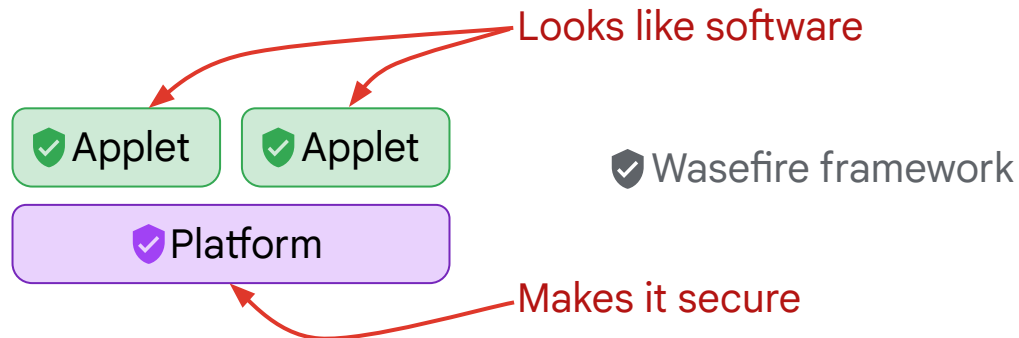 Looks like software
Applet
Applet
Wasefire framework
Platform
Makes it secure